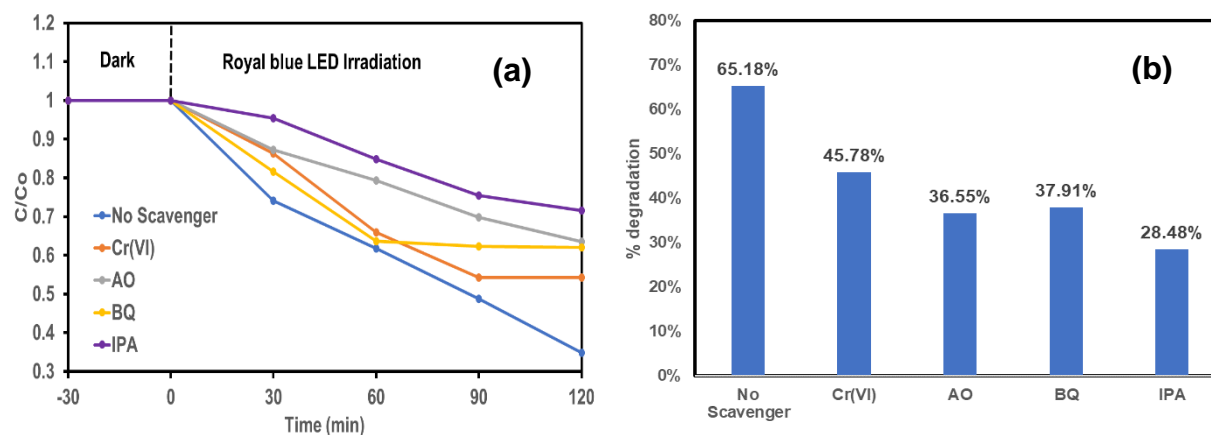 1.2
1.1
1
0.9
0.8
0.7
0.6
0.5
0.4
0.3
C/Co
Dark
Royal blue LED Irradiation
(a)
No Scavenger
Cr(VI)
AO
BQ
IPA
-30 0 30 60 90 120
Time (min)
80%
70%
60%
50%
40%
30%
20%
10%
0%
% degradation
(b)
65.18%
45.78%
36.55%
37.91%
28.48%
No Scavenger
Cr(VI)
AO
BQ
IPA